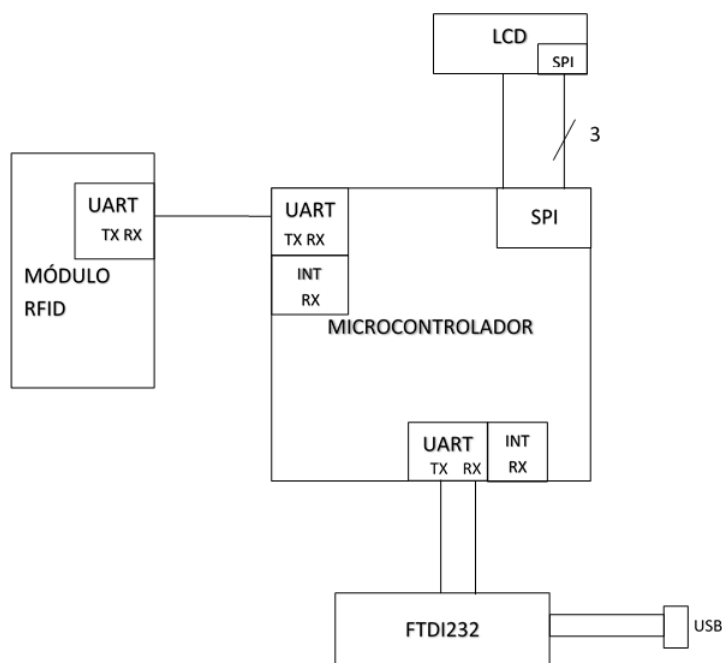 LCD
SPI
3
UART
TX RX
MÓDULO
RFID
UART
TX RX
INT
RX
SPI
MICROCONTROLADOR
UART
TX RX
INT
RX
FTDI232
USB